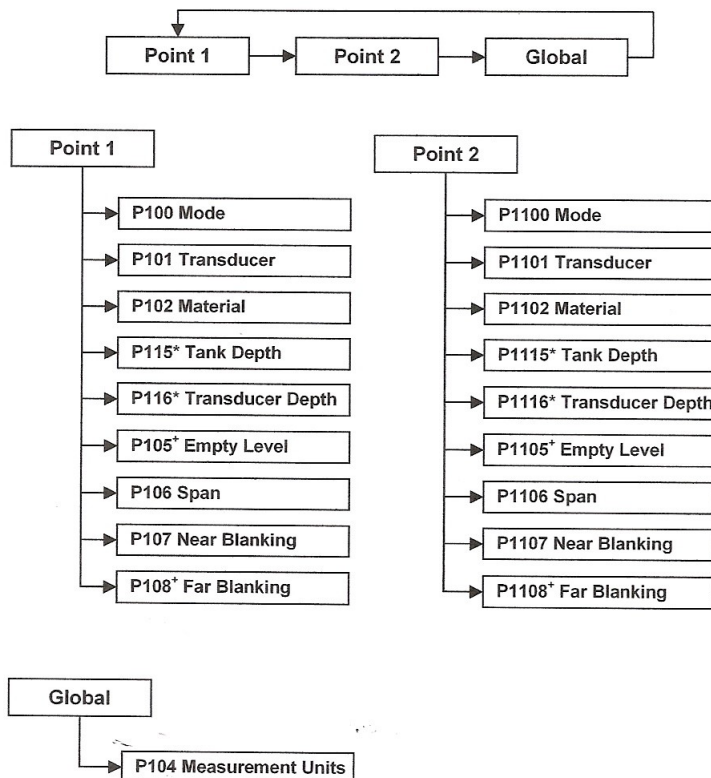 Point 1
Point 2
Global
Point 1
P100 Mode
P101 Transducer
P102 Material
P115* Tank Depth
P116* Transducer Depth
P105+ Empty Level
P106 Span
P107 Near Blanking
P108+ Far Blanking
Point 2
P1100 Mode
P1101 Transducer
P1102 Material
P1115* Tank Depth
P1116* Transducer Depth
P1105+ Empty Level
P1106 Span
P1107 Near Blanking
P1108+ Far Blanking
Global
P104 Measurement Units